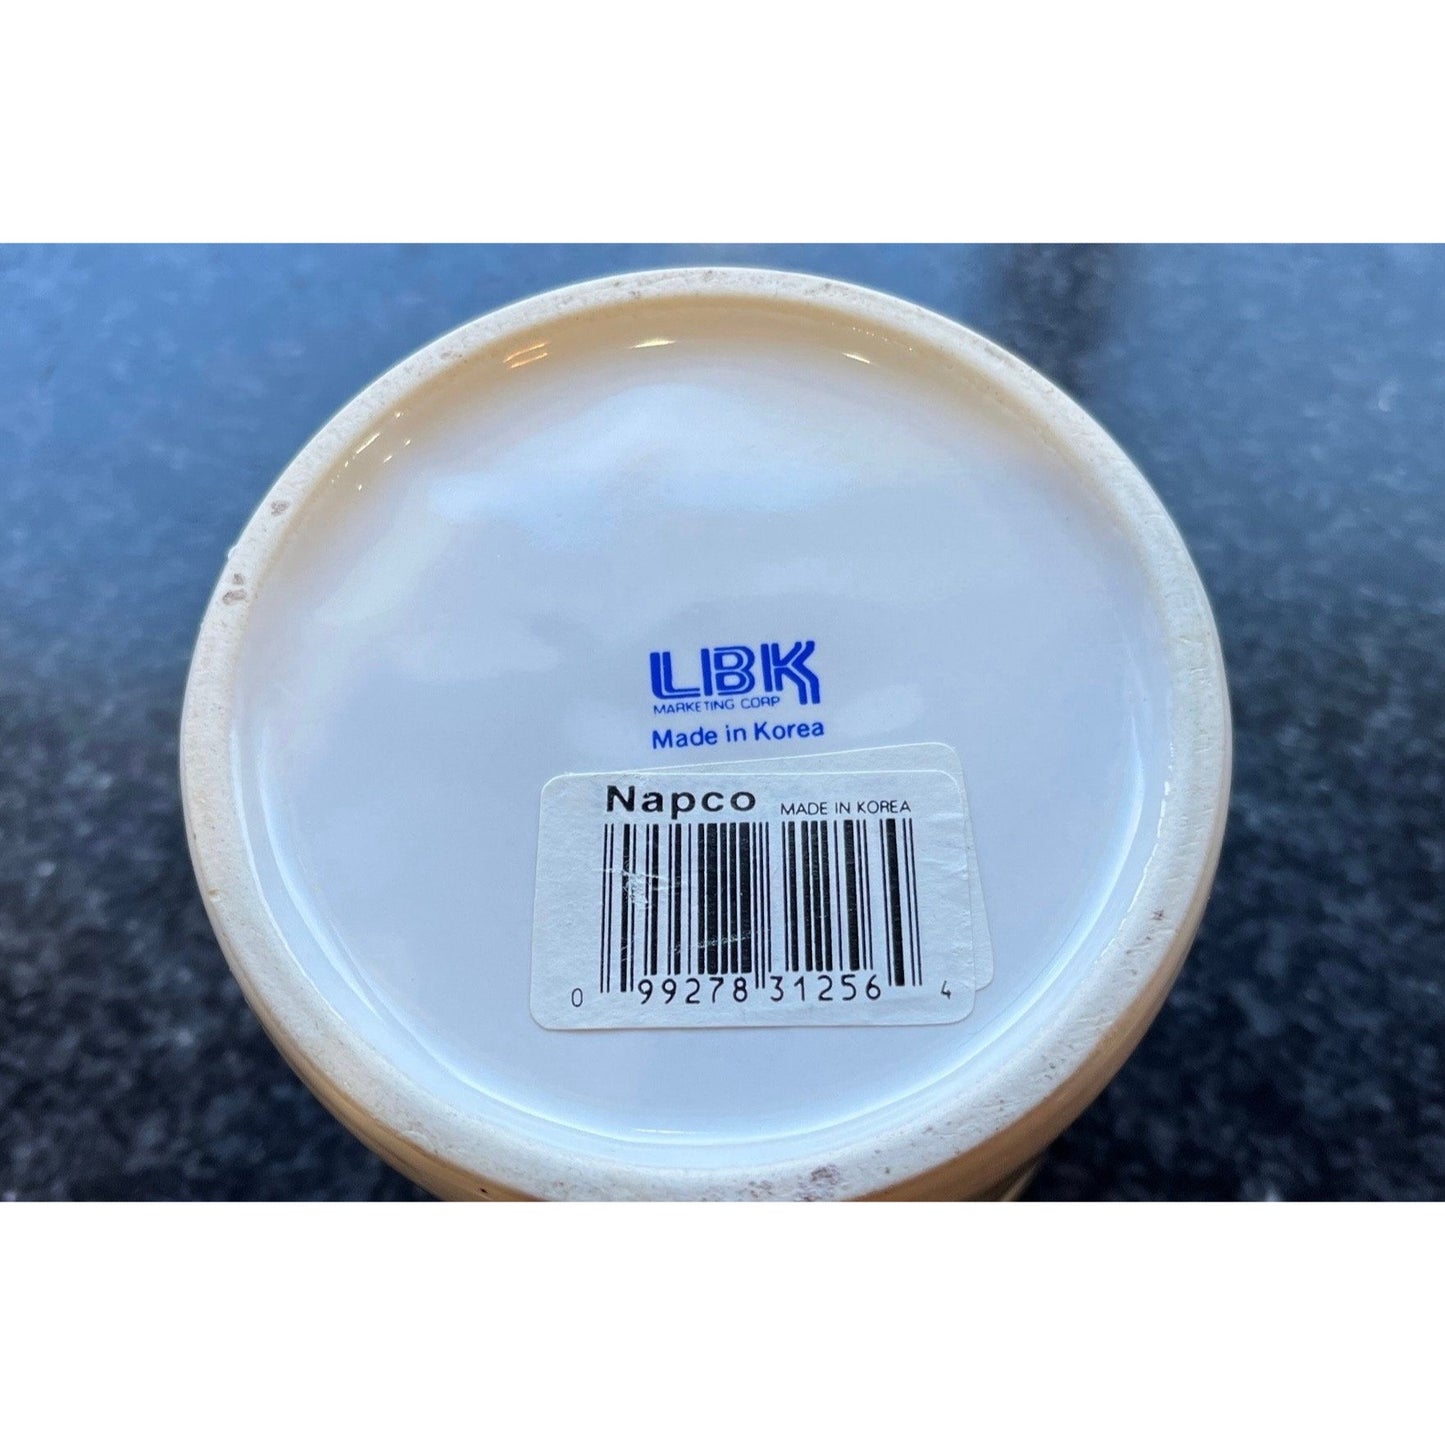 LBK
MARKETING CORP
Made in Korea
Napco MADE IN KOREA
0 99278 31256 4